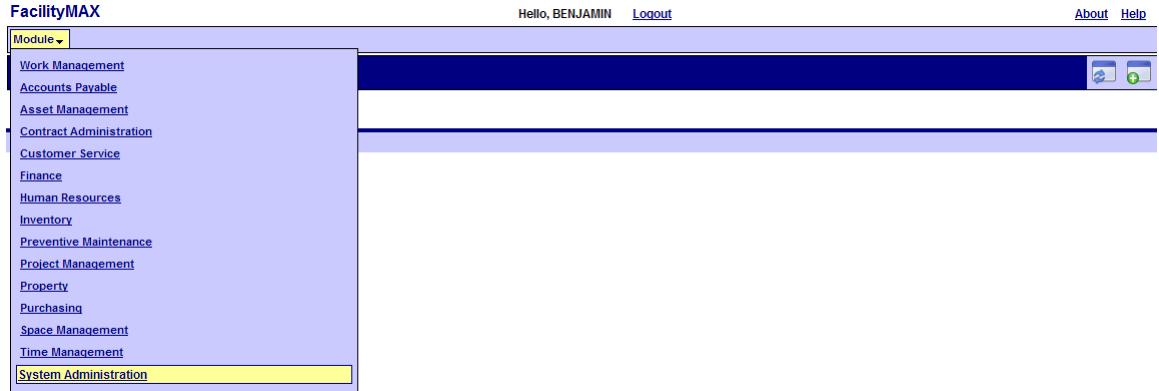 FacilityMAX Hello, BENJAMIN Logout About Help
Module
Work Management
Accounts Payable
Asset Management
Contract Administration
Customer Service
Finance
Human Resources
Inventory
Preventive Maintenance
Project Management
Property
Purchasing
Space Management
Time Management
System Administration